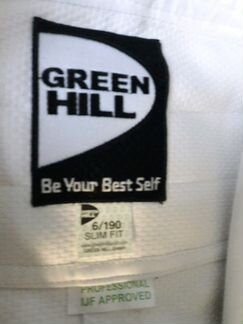 GREEN
HILL
Be Your Best Self
6/190
SLIM FIT
PROFESSIONAL
IJF APPROVED